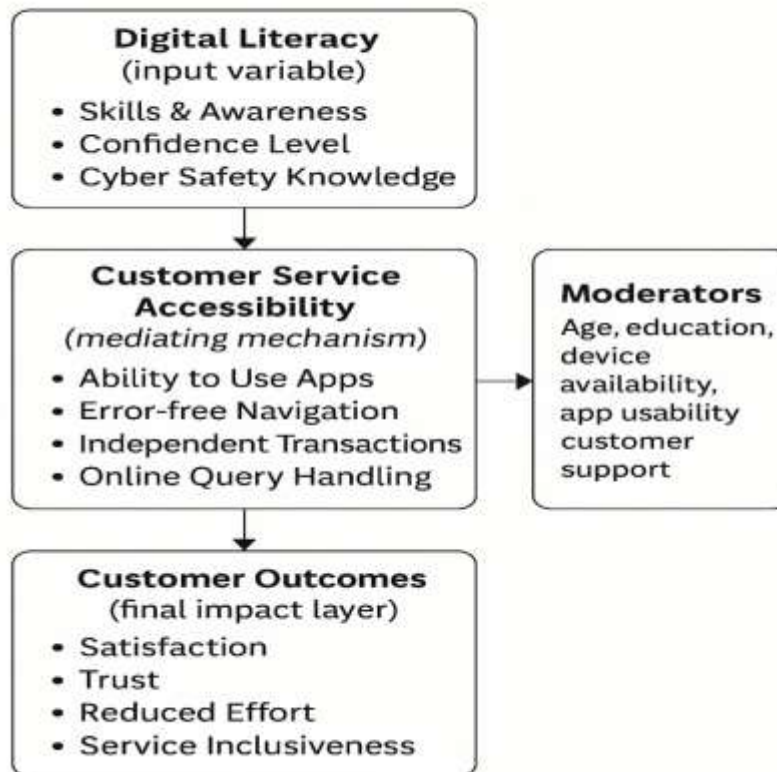 Digital Literacy
(input variable)
• Skills & Awareness
• Confidence Level
• Cyber Safety Knowledge
Customer Service
Accessibility
(mediating mechanism)
• Ability to Use Apps
• Error-free Navigation
• Independent Transactions
• Online Query Handling
Moderators
Age, education,
device
availability,
app usability
customer
support
Customer Outcomes
(final impact layer)
• Satisfaction
• Trust
• Reduced Effort
• Service Inclusiveness